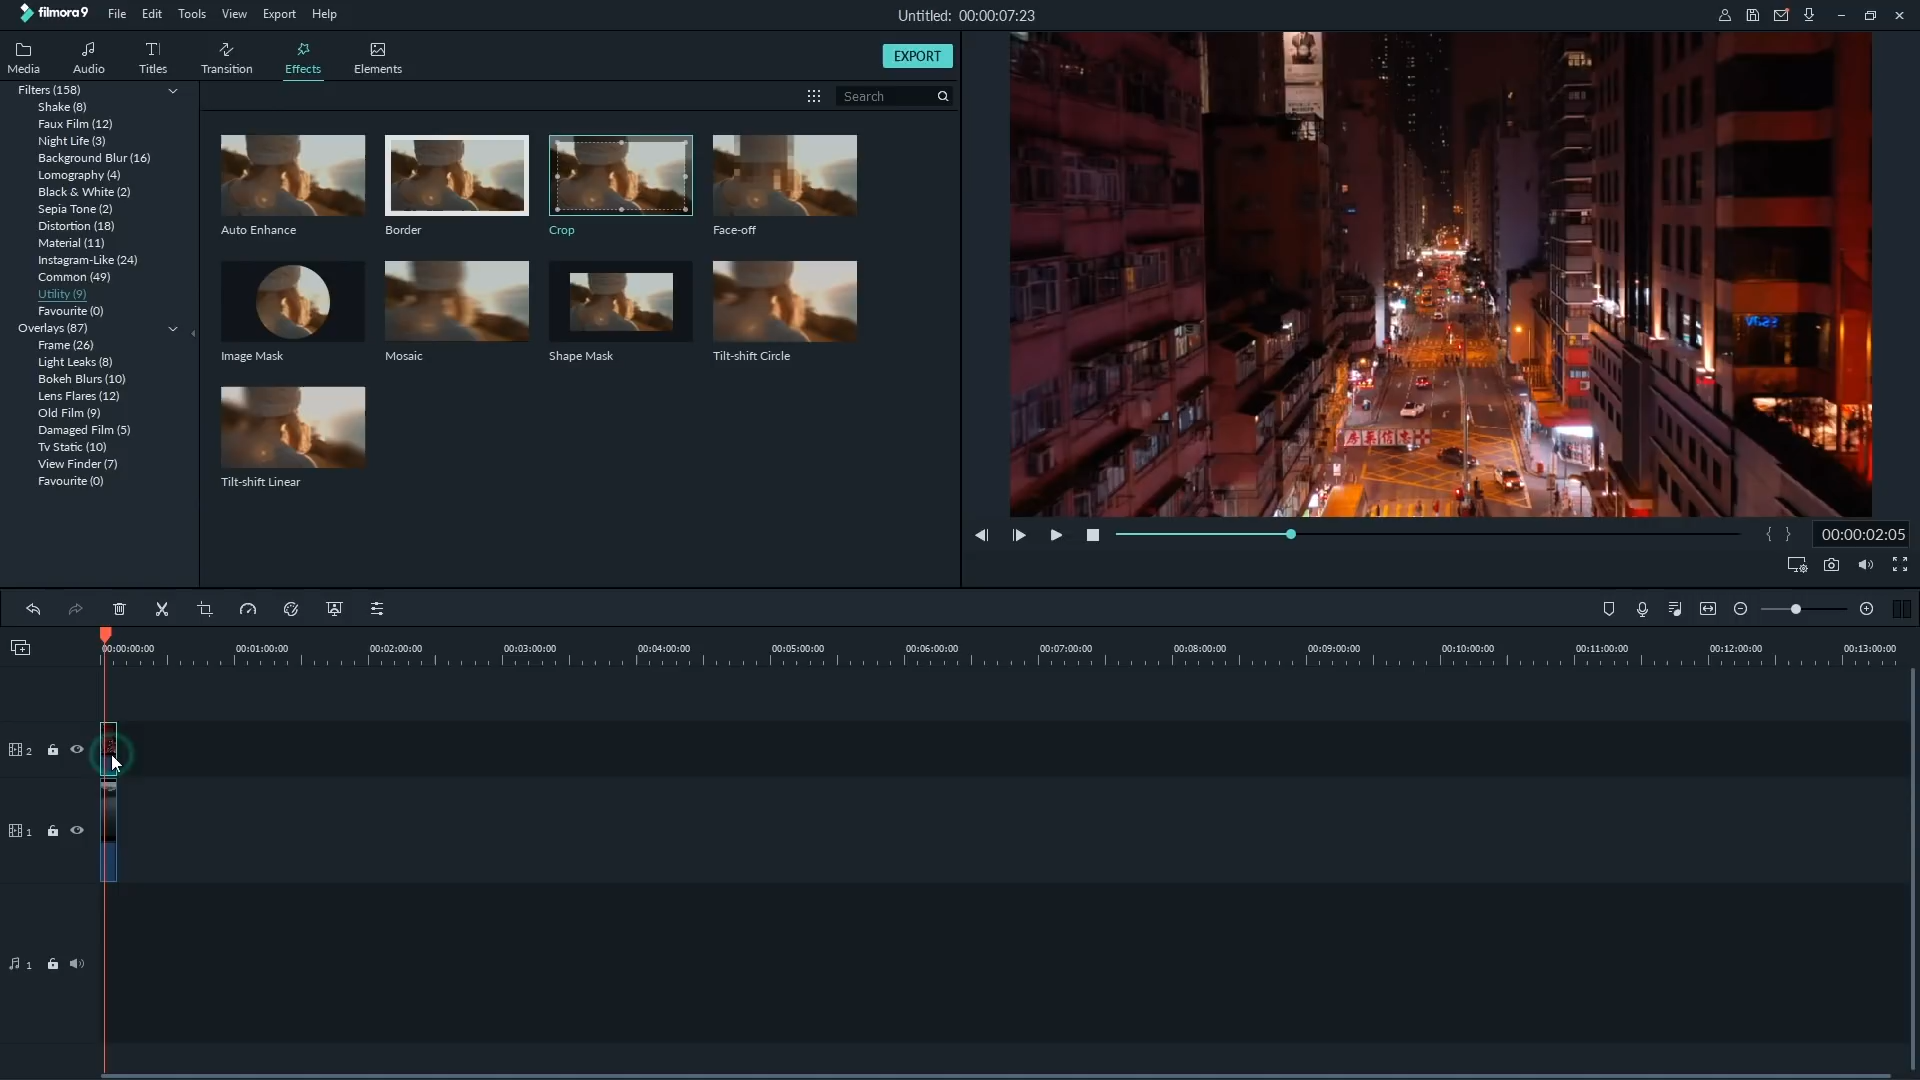 filmora9
File Edit Tools View Export Help
Untitled: 00:00:07:23
Media Audio Titles Transition Effects Elements
EXPORT
Filters (158)
Shake (8)
Faux Film (12)
Night Life (3)
Background Blur (16)
Lomography (4)
Black & White (2)
Sepia Tone (2)
Distortion (18)
Material (11)
Instagram-Like (24)
Common (49)
Utility (9)
Favourite (0)
Overlays (87)
Frame (26)
Light Leaks (8)
Bokeh Blurs (10)
Lens Flares (12)
Old Film (9)
Damaged Film (5)
Tv Static (10)
View Finder (7)
Favourite (0)
Search
Auto Enhance Border Crop Face-off
Image Mask Mosaic Shape Mask Tilt-shift Circle
Tilt-shift Linear
00:00:02:05
00:00:00:00 00:01:00:00 00:02:00:00 00:03:00:00 00:04:00:00 00:05:00:00 00:06:00:00 00:07:00:00 00:08:00:00 00:09:00:00 00:10:00:00 00:11:00:00 00:12:00:00 00:13:00:00
2
1
1